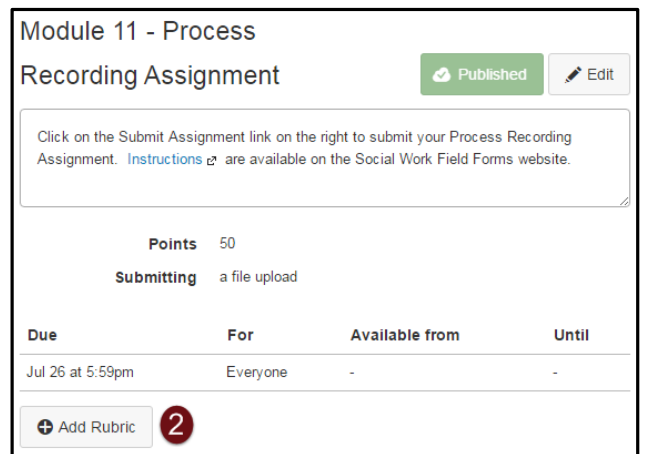 Module 11 - Process
Recording Assignment
Published
Edit
Click on the Submit Assignment link on the right to submit your Process Recording
Assignment. Instructions are available on the Social Work Field Forms website.
Points 50
Submitting a file upload
Due For Available from Until
Jul 26 at 5:59pm Everyone - -
Add Rubric 2